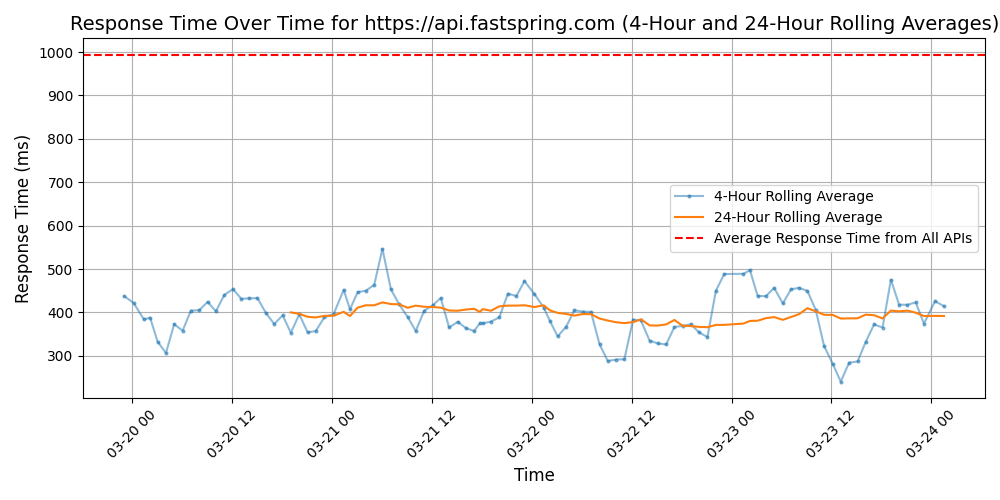 Response Time Over Time for https://api.fastspring.com (4-Hour and 24-Hour Rolling Averages)
Response Time (ms)
1000
900
800
700
600
500
400
300
4-Hour Rolling Average
24-Hour Rolling Average
Average Response Time from All APIs
03-20 00
03-20 12
03-21 00
03-21 12
03-22 00
03-22 12
03-23 00
03-23 12
03-24 00
Time